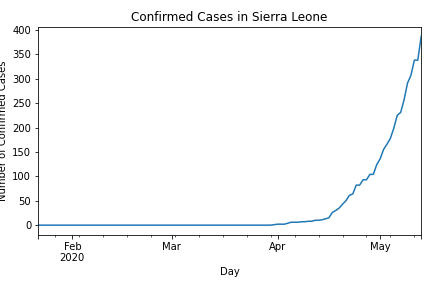 Confirmed Cases in Sierra Leone
Number of Confirmed Cases
400
350
300
250
200
150
100
50
0
Feb
2020
Mar
Apr
May
Day